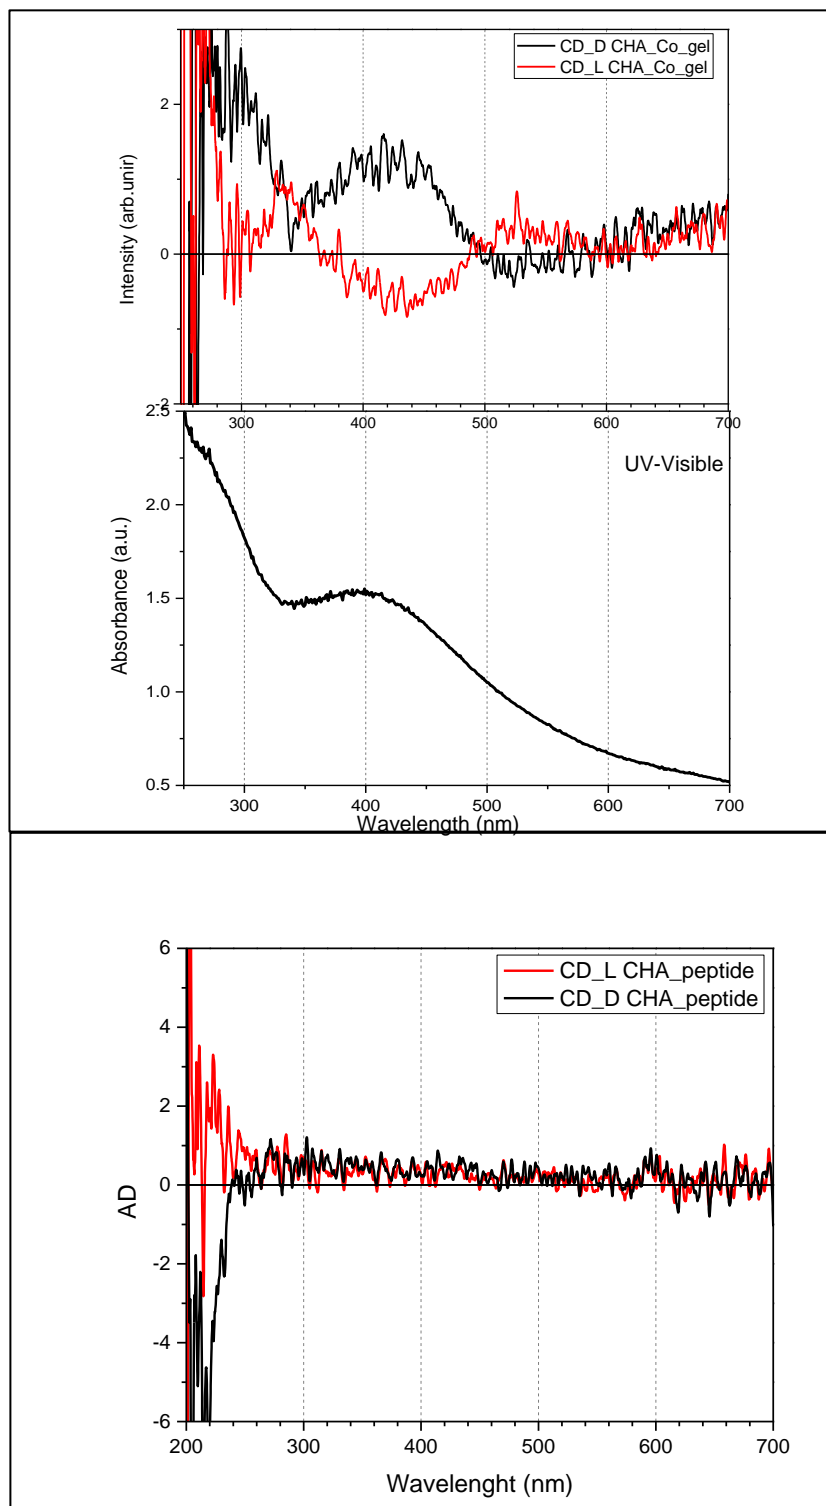 CD_D CHA_Co_gel
CD_L CHA_Co_gel
2
0
-2
Intensity (arb.unir)
300 400 500 600 700
2.5
2.0
1.5
1.0
0.5
Absorbance (a.u.)
UV-Visible
300 400 500 600 700
Wavelength (nm)
6
4
2
0
-2
-4
-6
AD
CD_L CHA_peptide
CD_D CHA_peptide
200 300 400 500 600 700
Wavelenght (nm)